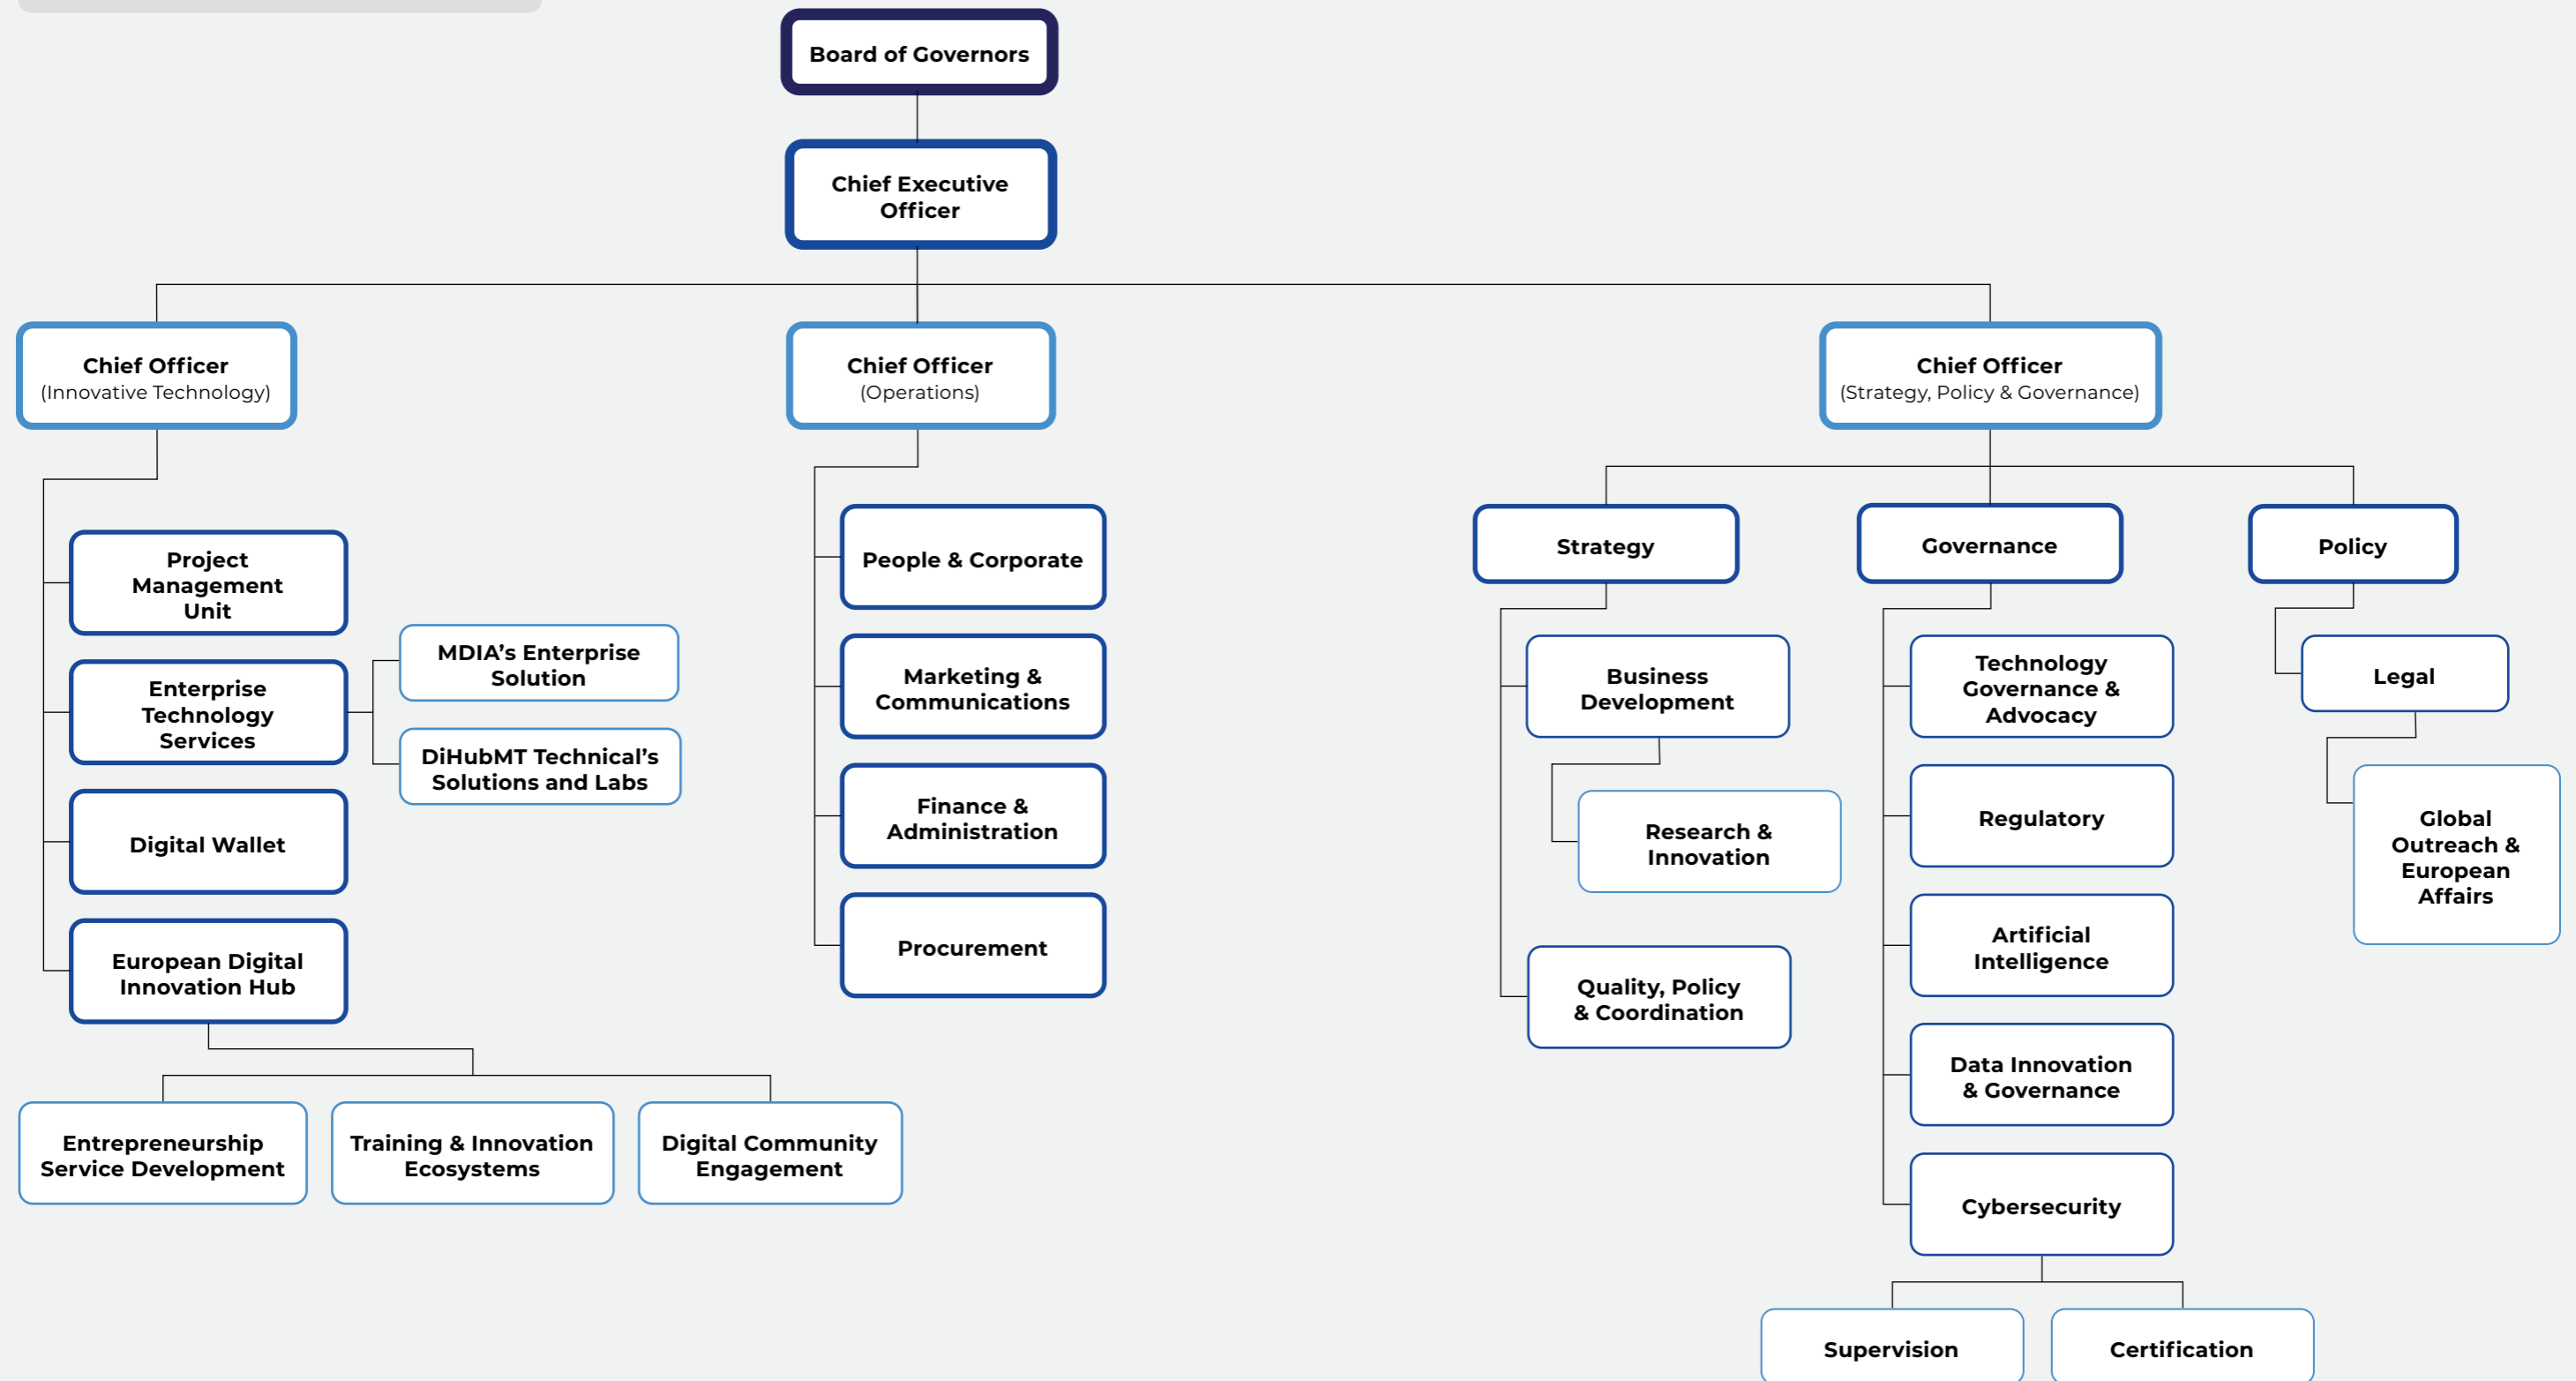 Board of Governors
Chief Executive
Officer
Chief Officer
(Innovative Technology)
Chief Officer
(Operations)
Chief Officer
(Strategy, Policy & Governance)
Project
Management
Unit
Enterprise
Technology
Services
MDIA’s Enterprise
Solution
DiHubMT Technical’s
Solutions and Labs
Digital Wallet
European Digital
Innovation Hub
Entrepreneurship
Service Development
Training & Innovation
Ecosystems
Digital Community
Engagement
People & Corporate
Marketing &
Communications
Finance &
Administration
Procurement
Strategy
Business
Development
Research &
Innovation
Quality, Policy
& Coordination
Governance
Technology
Governance &
Advocacy
Regulatory
Artificial
Intelligence
Data Innovation
& Governance
Cybersecurity
Supervision
Certification
Policy
Legal
Global
Outreach &
European
Affairs